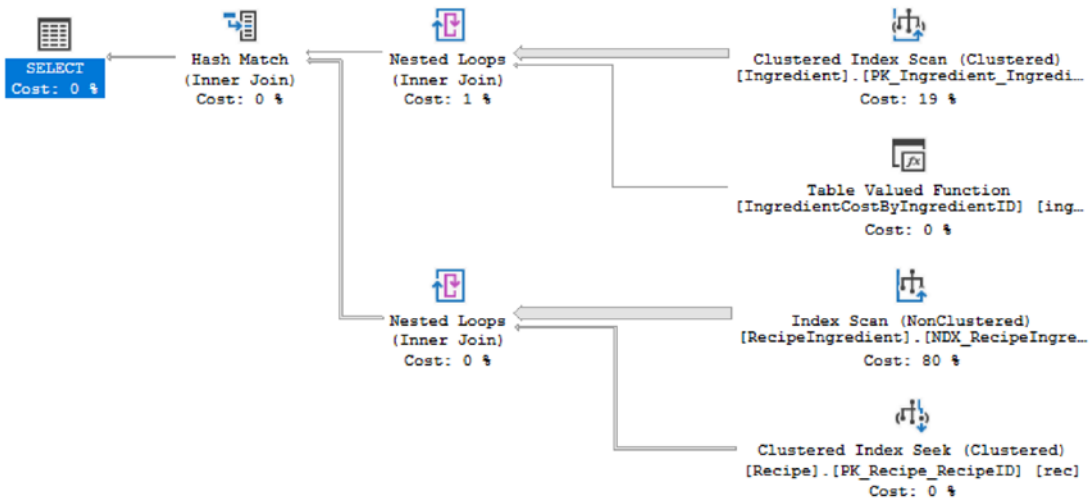 SELECT
Cost: 0 %
Hash Match
(Inner Join)
Cost: 0 %
Nested Loops
(Inner Join)
Cost: 1 %
Clustered Index Scan (Clustered)
[Ingredient].[PK_Ingredient_Ingredi…
Cost: 19 %
fx
Table Valued Function
[IngredientCostByIngredientID] [ing…
Cost: 0 %
Nested Loops
(Inner Join)
Cost: 0 %
Index Scan (NonClustered)
[RecipeIngredient].[NDX_RecipeIngre…
Cost: 80 %
Clustered Index Seek (Clustered)
[Recipe].[PK_Recipe_RecipeID] [rec]
Cost: 0 %